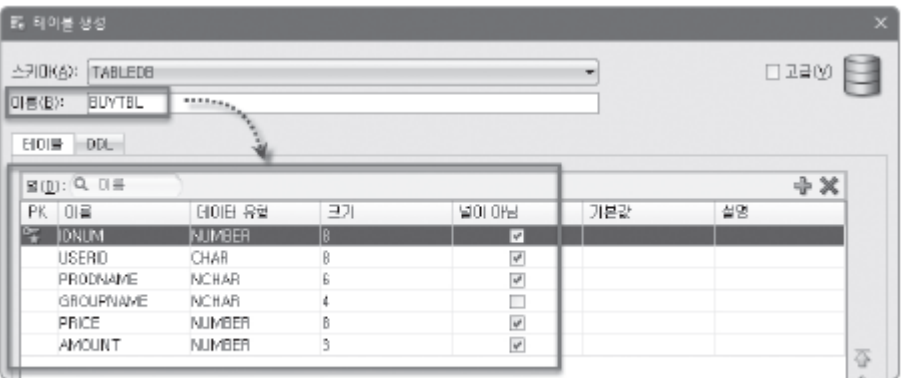 테이블 생성
스키마(A): TABLEDB
고급(V)
이름(B): BUYTBL
테이블 DDL
열(D): 이름
PK 이름 데이터 유형 크기 널이 아님 기본값 설명
IDNUM NUMBER 8
USERID CHAR 8
PRODNAME NCHAR 6
GROUPNAME NCHAR 4
PRICE NUMBER 8
AMOUNT NUMBER 3